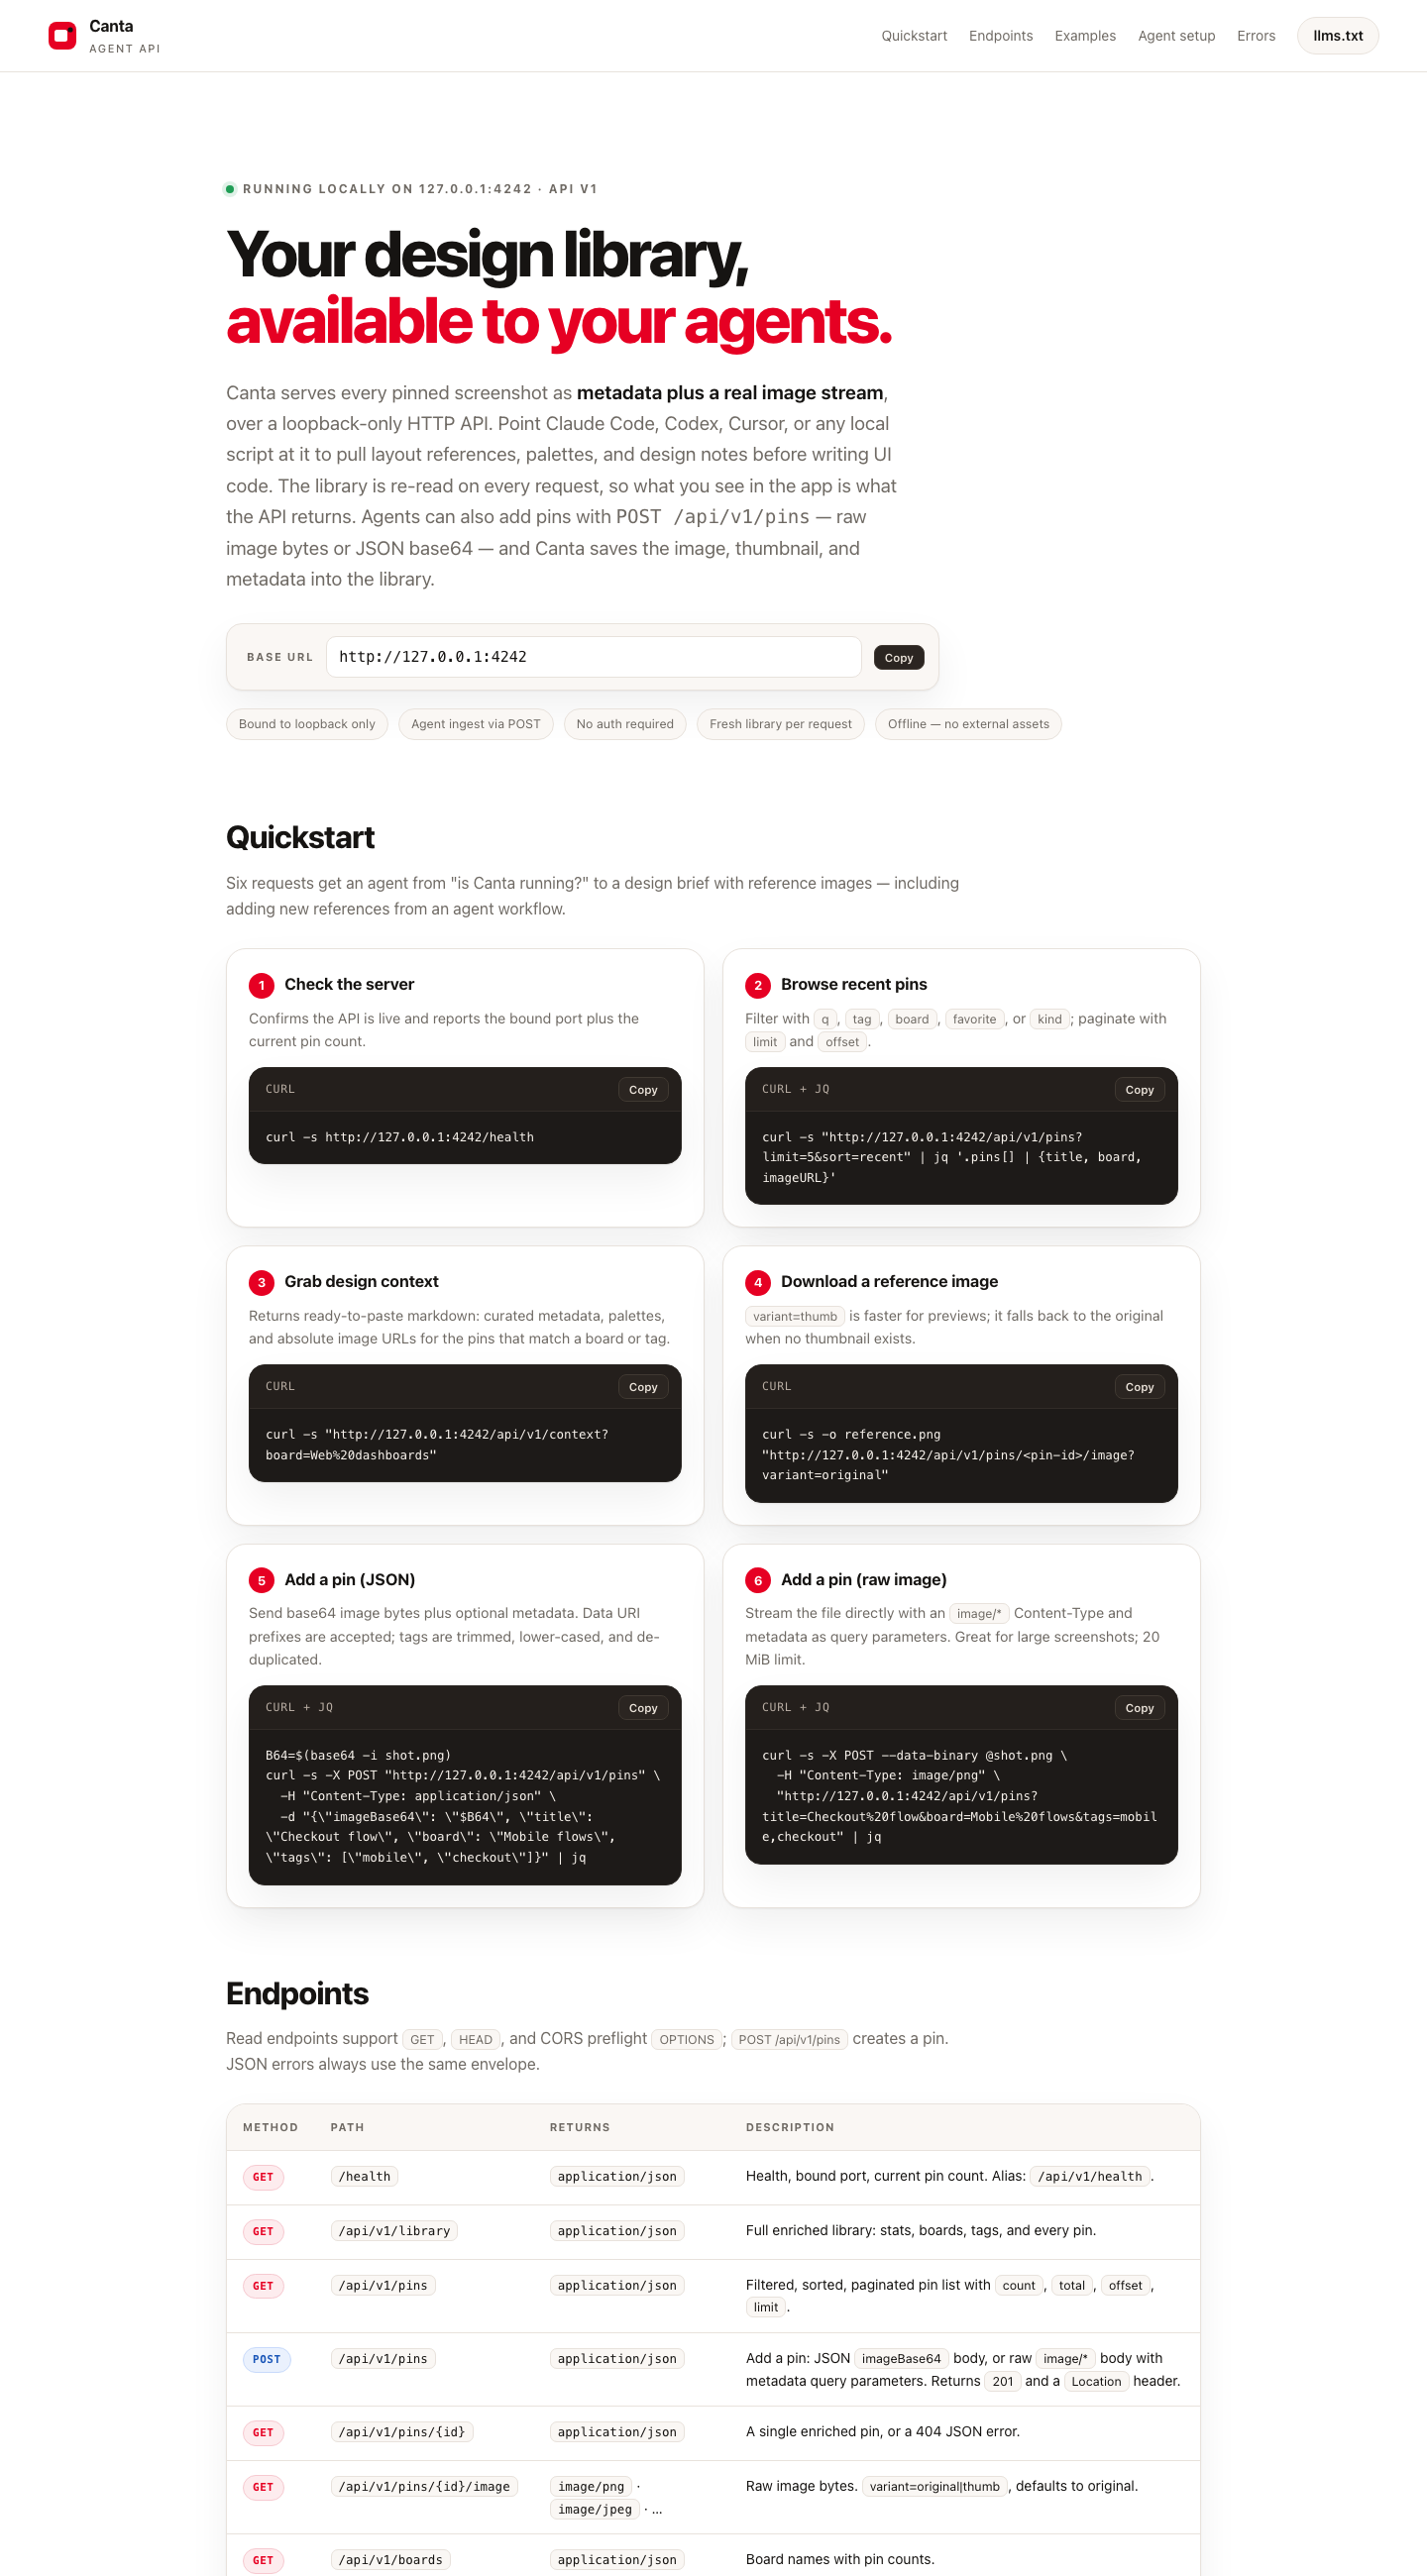 Canta
AGENT API
Quickstart Endpoints Examples Agent setup Errors llms.txt
RUNNING LOCALLY ON 127.0.0.1:4242 · API V1
Your design library,
available to your agents.
Canta serves every pinned screenshot as metadata plus a real image stream,
over a loopback-only HTTP API. Point Claude Code, Codex, Cursor, or any local
script at it to pull layout references, palettes, and design notes before writing UI
code. The library is re-read on every request, so what you see in the app is what
the API returns. Agents can also add pins with POST /api/v1/pins — raw
image bytes or JSON base64 — and Canta saves the image, thumbnail, and
metadata into the library.
BASE URL http://127.0.0.1:4242 Copy
Bound to loopback only Agent ingest via POST No auth required Fresh library per request Offline — no external assets
Quickstart
Six requests get an agent from "is Canta running?" to a design brief with reference images — including
adding new references from an agent workflow.
1 Check the server
Confirms the API is live and reports the bound port plus the
current pin count.
CURL Copy
curl -s http://127.0.0.1:4242/health
2 Browse recent pins
Filter with q, tag, board, favorite, or kind; paginate with
limit and offset.
CURL + JQ Copy
curl -s "http://127.0.0.1:4242/api/v1/pins?
limit=5&sort=recent" | jq '.pins[] | {title, board,
imageURL}'
3 Grab design context
Returns ready-to-paste markdown: curated metadata, palettes,
and absolute image URLs for the pins that match a board or tag.
CURL Copy
curl -s "http://127.0.0.1:4242/api/v1/context?
board=Web%20dashboards"
4 Download a reference image
variant=thumb is faster for previews; it falls back to the original
when no thumbnail exists.
CURL Copy
curl -s -o reference.png
"http://127.0.0.1:4242/api/v1/pins/<pin-id>/image?
variant=original"
5 Add a pin (JSON)
Send base64 image bytes plus optional metadata. Data URI
prefixes are accepted; tags are trimmed, lower-cased, and de-
duplicated.
CURL + JQ Copy
B64=$(base64 -i shot.png)
curl -s -X POST "http://127.0.0.1:4242/api/v1/pins" \
-H "Content-Type: application/json" \
-d "{\"imageBase64\": \"$B64\", \"title\":
\"Checkout flow\", \"board\": \"Mobile flows\",
\"tags\": [\"mobile\", \"checkout\"]}" | jq
6 Add a pin (raw image)
Stream the file directly with an image/* Content-Type and
metadata as query parameters. Great for large screenshots; 20
MiB limit.
CURL + JQ Copy
curl -s -X POST --data-binary @shot.png \
-H "Content-Type: image/png" \
"http://127.0.0.1:4242/api/v1/pins?
title=Checkout%20flow&board=Mobile%20flows&tags=mobil
e,checkout" | jq
Endpoints
Read endpoints support GET, HEAD, and CORS preflight OPTIONS; POST /api/v1/pins creates a pin.
JSON errors always use the same envelope.
METHOD PATH RETURNS DESCRIPTION
GET /health application/json Health, bound port, current pin count. Alias: /api/v1/health.
GET /api/v1/library application/json Full enriched library: stats, boards, tags, and every pin.
GET /api/v1/pins application/json Filtered, sorted, paginated pin list with count, total, offset,
limit.
POST /api/v1/pins application/json Add a pin: JSON imageBase64 body, or raw image/* body with
metadata query parameters. Returns 201 and a Location header.
GET /api/v1/pins/{id} application/json A single enriched pin, or a 404 JSON error.
GET /api/v1/pins/{id}/image image/png · Raw image bytes. variant=original|thumb, defaults to original.
image/jpeg · …
GET /api/v1/boards application/json Board names with pin counts.